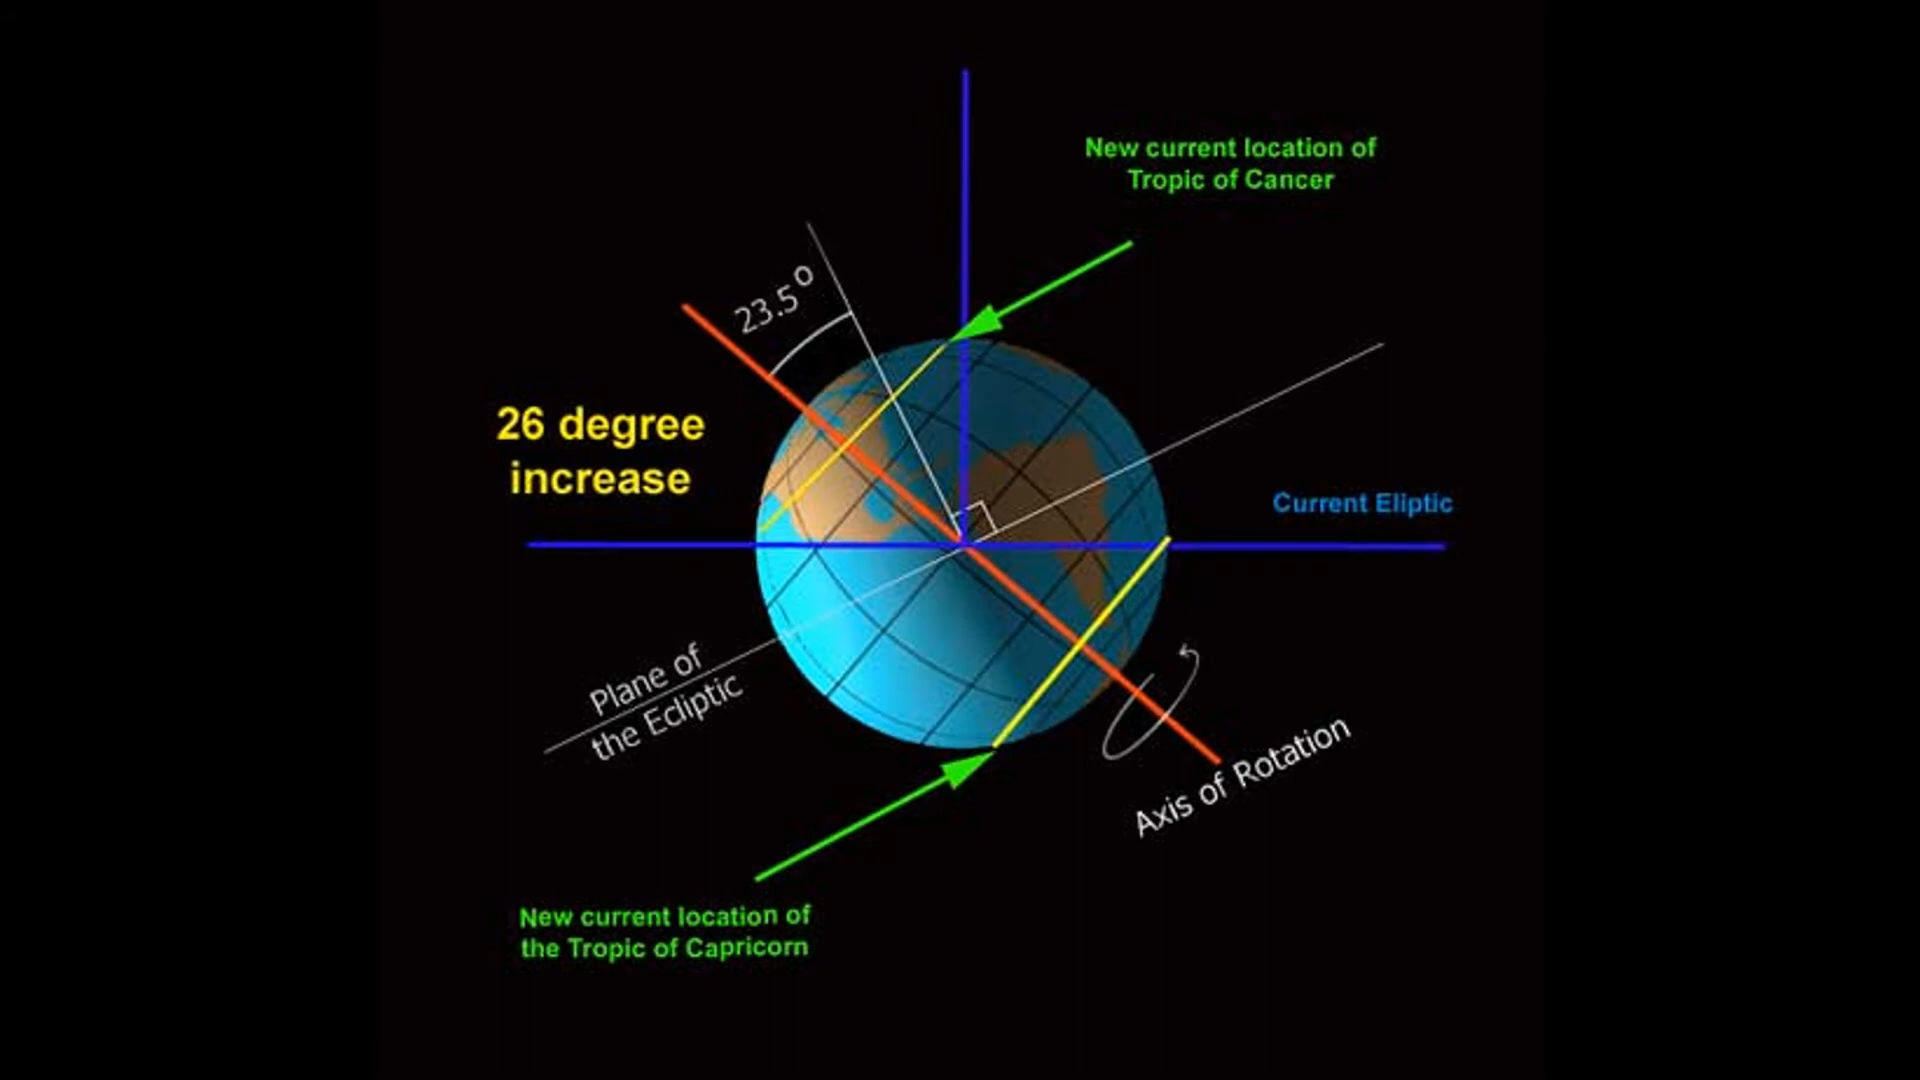 New current location of
Tropic of Cancer
23.5°
26 degree
increase
Current Eliptic
Plane of
the Ecliptic
Axis of Rotation
New current location of
the Tropic of Capricorn